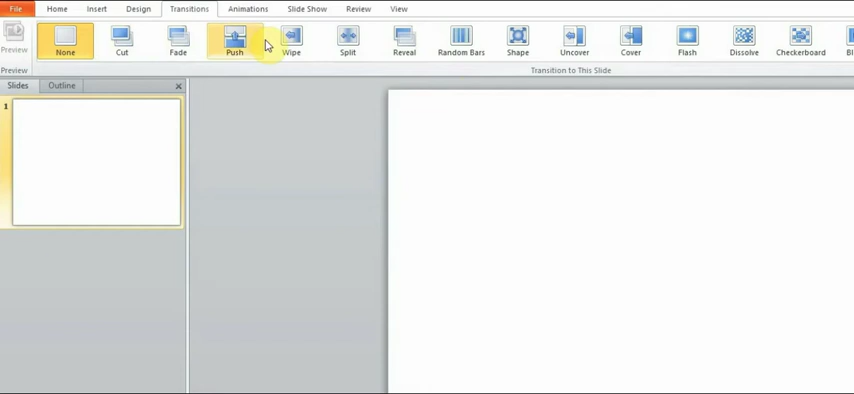 File Home Insert Design Transitions Animations Slide Show Review View
Preview None Cut Fade Push Wipe Split Reveal Random Bars Shape Uncover Cover Flash Dissolve Checkerboard
Preview Transition to This Slide
Slides Outline
1